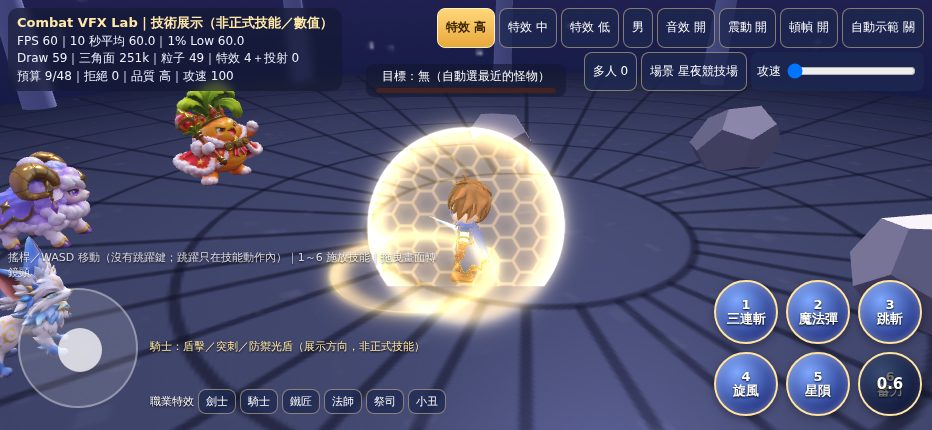 Combat VFX Lab｜技術展示（非正式技能／數值）
FPS 60｜10 秒平均 60.0｜1% Low 60.0
Draw 59｜三角面 251k｜粒子 49｜特效 4＋投射 0
預算 9/48｜拒絕 0｜品質 高｜攻速 100
特效 高
特效 中
特效 低
男
音效 開
震動 開
頓幀 開
自動示範 關
多人 0
場景 星夜競技場
攻速
目標：無（自動選最近的怪物）
搖桿／WASD 移動（沒有跳躍鍵；跳躍只在技能動作內）｜1～6 施放技能｜拖曳畫面轉
鏡頭
騎士：盾擊／突刺／防禦光盾（展示方向，非正式技能）
職業特效
劍士
騎士
鐵匠
法師
祭司
小丑
1
三連斬
2
魔法彈
3
跳斬
4
旋風
5
星隕
0.6